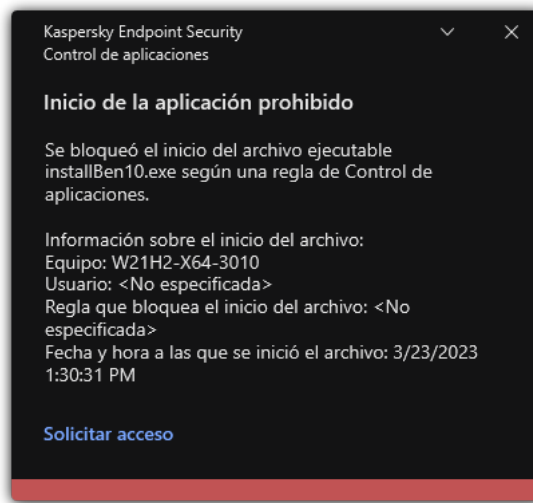 Kaspersky Endpoint Security
Control de aplicaciones
Inicio de la aplicación prohibido
Se bloqueó el inicio del archivo ejecutable
installBen10.exe según una regla de Control de
aplicaciones.
Información sobre el inicio del archivo:
Equipo: W21H2-X64-3010
Usuario: <No especificada>
Regla que bloquea el inicio del archivo: <No
especificada>
Fecha y hora a las que se inició el archivo: 3/23/2023
1:30:31 PM
Solicitar acceso